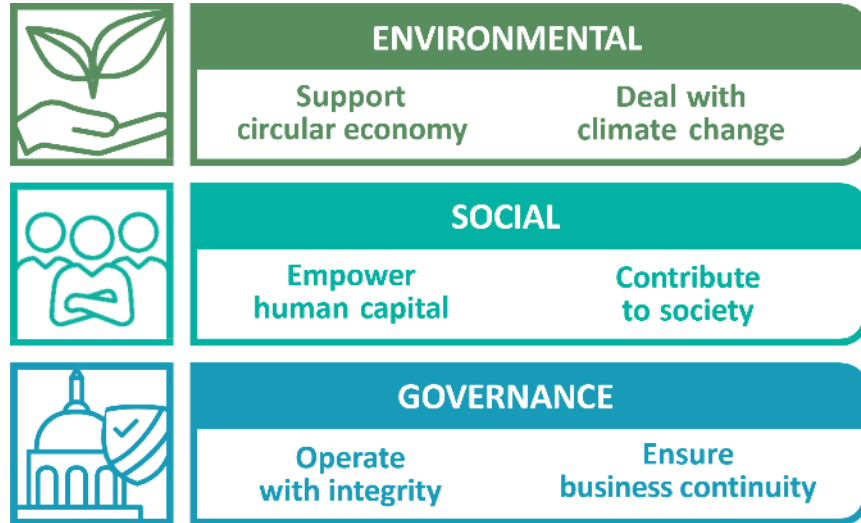 ENVIRONMENTAL
Support
circular economy
Deal with
climate change
SOCIAL
Empower
human capital
Contribute
to society
GOVERNANCE
Operate
with integrity
Ensure
business continuity